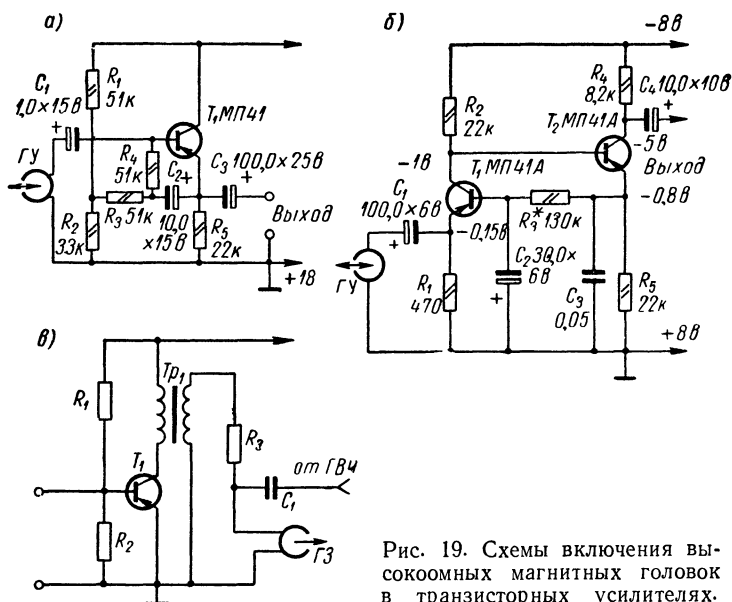 а)
C1
1,0×15в
R1
51к
T1 МП41
ГУ
R4
51к
C2
+
C3 100,0×25в
+
R3 51к
10,0
×15в
R2
33к
R5
22к
Выход
+18
б)
-8в
R2
22к
R4
8,2к
C4 10,0×10в
+
T2 МП41А
-5в
Выход
-1в
T1 МП41А
C1
100,0×6в
+
R3* 130к
-0,8в
-0,15в
ГУ
R1
470
C2 30,0×
6в
+
C3
0,05
R5
22к
+8в
в)
Тр1
R1
R3
T1
от ГВЧ
C1
R2
ГЗ
Рис. 19. Схемы включения вы-
сокоомных магнитных головок
в транзисторных усилителях.